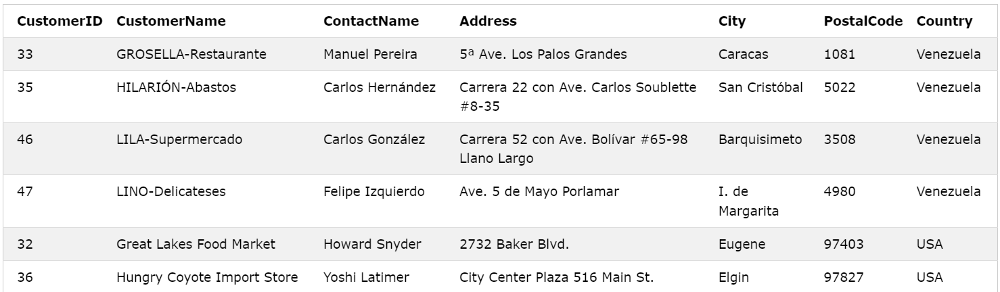 CustomerID CustomerName ContactName Address City PostalCode Country
33 GROSELLA-Restaurante Manuel Pereira 5ª Ave. Los Palos Grandes Caracas 1081 Venezuela
35 HILARIÓN-Abastos Carlos Hernández Carrera 22 con Ave. Carlos Soublette San Cristóbal 5022 Venezuela
#8-35
46 LILA-Supermercado Carlos González Carrera 52 con Ave. Bolívar #65-98 Barquisimeto 3508 Venezuela
Llano Largo
47 LINO-Delicateses Felipe Izquierdo Ave. 5 de Mayo Porlamar I. de 4980 Venezuela
Margarita
32 Great Lakes Food Market Howard Snyder 2732 Baker Blvd. Eugene 97403 USA
36 Hungry Coyote Import Store Yoshi Latimer City Center Plaza 516 Main St. Elgin 97827 USA